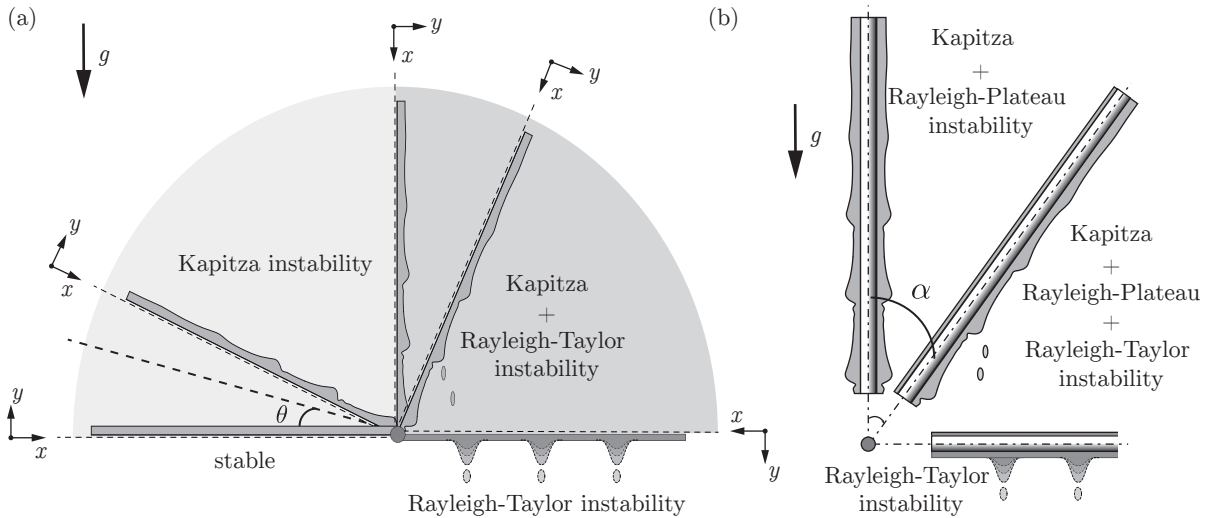 (a)
g
y
x
y
x
Kapitza instability
y
x
Kapitza
+
Rayleigh-Taylor
instability
θ
y
x
stable
x
y
Rayleigh-Taylor instability
(b)
g
Kapitza
+
Rayleigh-Plateau
instability
α
Kapitza
+
Rayleigh-Plateau
+
Rayleigh-Taylor
instability
Rayleigh-Taylor
instability